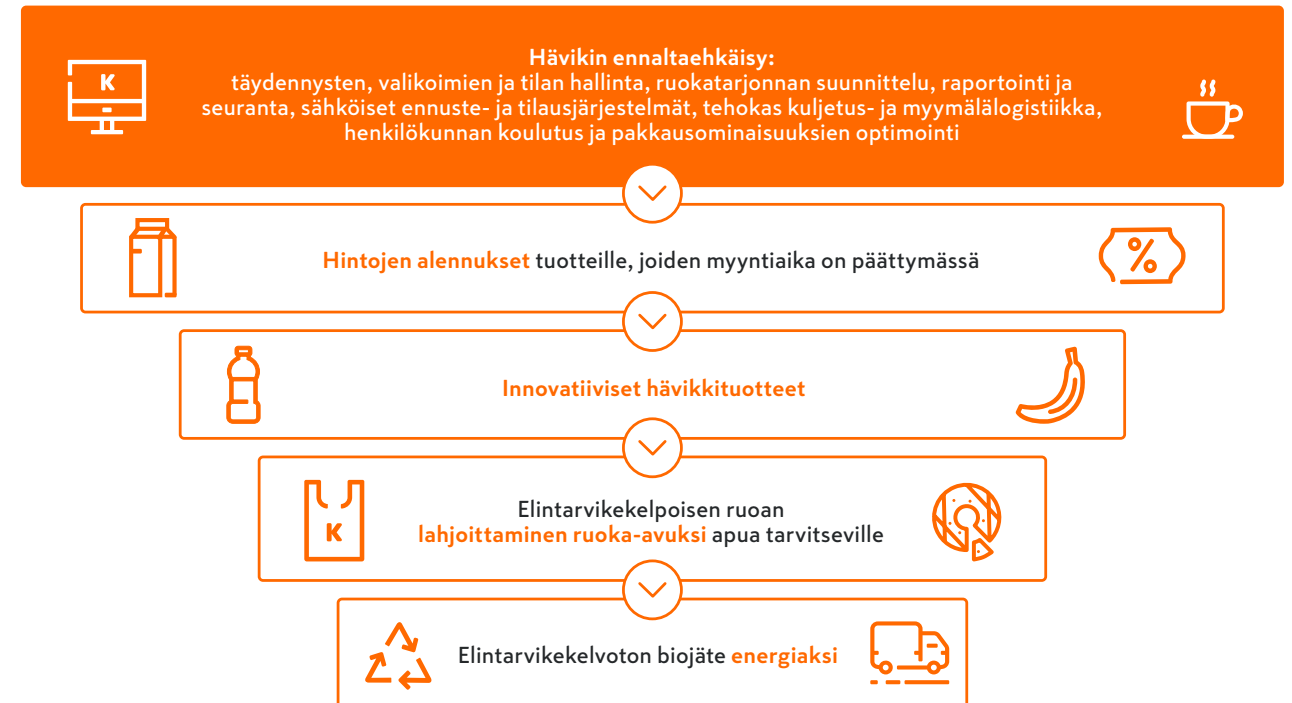 Hävikin ennaltaehkäisy:
K
täydennysten, valikoimien ja tilan hallinta, ruokatarjonnan suunnittelu, raportointi ja
seuranta, sähköiset ennuste- ja tilausjärjestelmät, tehokas kuljetus- ja myymälälogistiikka,
henkilökunnan koulutus ja pakkausominaisuuksien optimointi
Hintojen alennukset tuotteille, joiden myyntiaika on päättymässä
%
Innovatiiviset hävikkituotteet
Elintarvikekelpoisen ruoan
K
lahjoittaminen ruoka-avuksi apua tarvitseville
Elintarvikekelvoton biojäte energiaksi